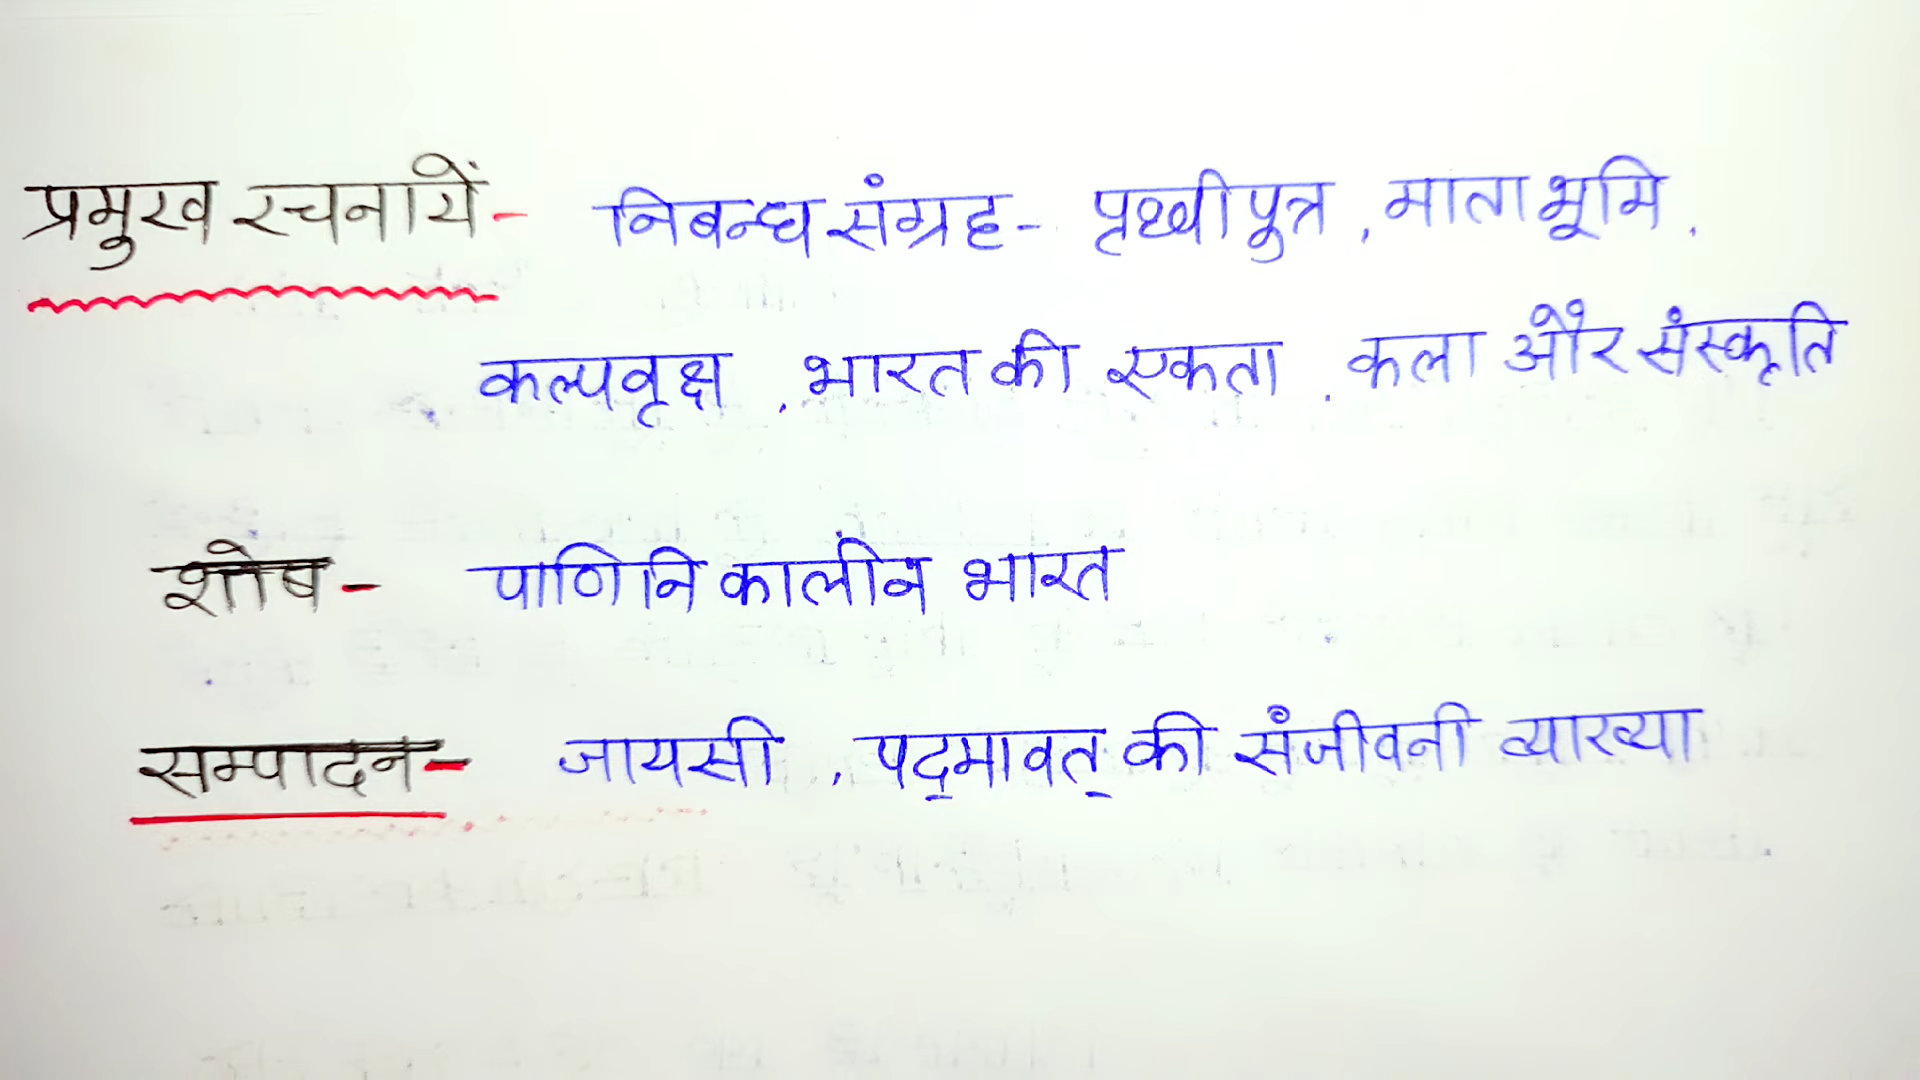 प्रमुख रचनायें - निबन्ध संग्रह - पृथ्वीपुत्र , माता भूमि ,
कल्पवृक्ष , भारत की एकता , कला और संस्कृति
शोध - पाणिनि कालीन भारत
सम्पादन - जायसी , पद्‌मावत् की संजीवनी व्याख्या